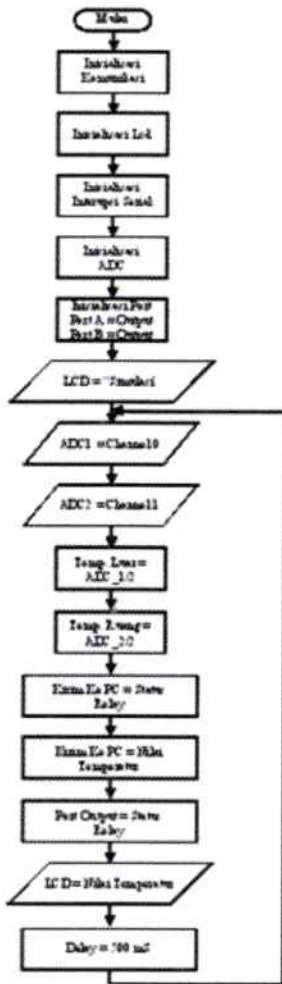 Mulai
Inisialisasi
Komunikasi
Inisialisasi Lcd
Inisialisasi
Interupsi Serial
Inisialisasi
ADC
Inisialisasi Port
Port A = Output
Port B = Output
LCD = "Simulasi
ADC1 = Channel0
ADC2 = Channel1
Temp. Luar =
ADC_1/2
Temp. Ruang =
ADC_2/2
Kirim Ke PC = Status
Relay
Kirim Ke PC = Nilai
Temperatur
Port Output = Status
Relay
LCD = Nilai Temperatur
Delay = 500 mS